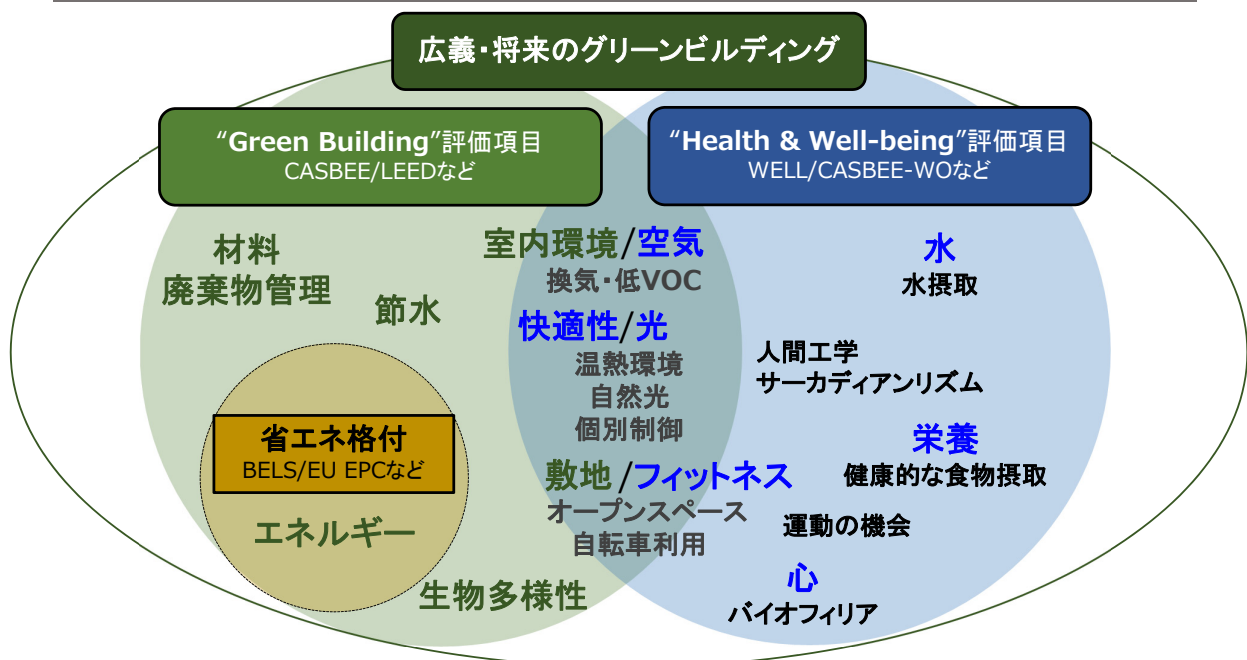 広義・将来のグリーンビルディング
“Green Building”評価項目
CASBEE/LEEDなど
“Health & Well-being”評価項目
WELL/CASBEE-WOなど
材料
廃棄物管理
節水
省エネ格付
BELS/EU EPCなど
エネルギー
生物多様性
室内環境/空気
換気・低VOC
快適性/光
温熱環境
自然光
個別制御
敷地/フィットネス
オープンスペース
自転車利用
水
水摂取
人間工学
サーカディアンリズム
栄養
健康的な食物摂取
運動の機会
心
バイオフィリア